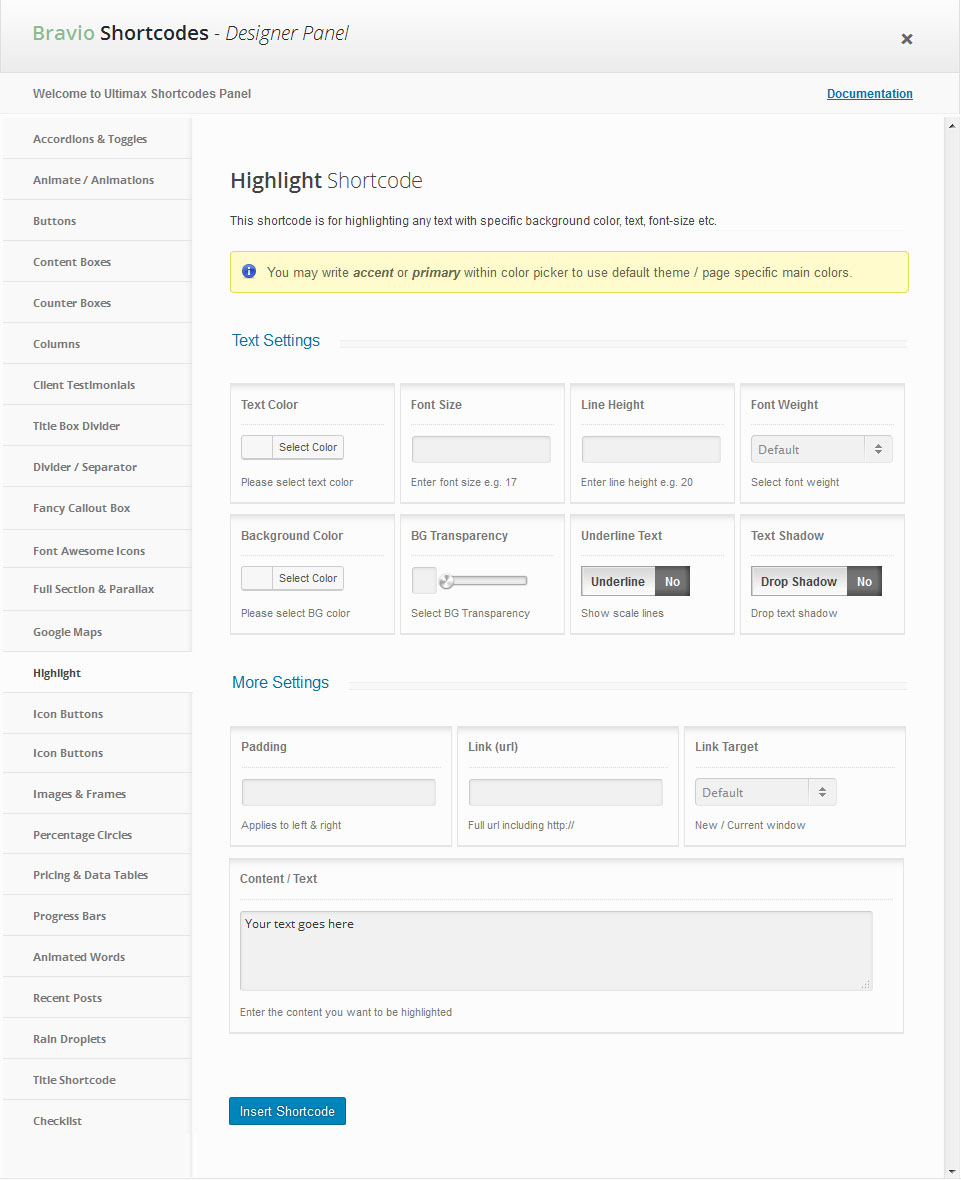 Bravio Shortcodes - Designer Panel
Welcome to Ultimax Shortcodes Panel
Documentation
Accordions & Toggles
Animate / Animations
Buttons
Content Boxes
Counter Boxes
Columns
Client Testimonials
Title Box Divider
Divider / Separator
Fancy Callout Box
Font Awesome Icons
Full Section & Parallax
Google Maps
Highlight
Icon Buttons
Icon Buttons
Images & Frames
Percentage Circles
Pricing & Data Tables
Progress Bars
Animated Words
Recent Posts
Rain Droplets
Title Shortcode
Checklist
Highlight Shortcode
This shortcode is for highlighting any text with specific background color, text, font-size etc.
You may write accent or primary within color picker to use default theme / page specific main colors.
Text Settings
Text Color
Select Color
Please select text color
Font Size
Enter font size e.g. 17
Line Height
Enter line height e.g. 20
Font Weight
Default
Select font weight
Background Color
Select Color
Please select BG color
BG Transparency
Select BG Transparency
Underline Text
Underline No
Show scale lines
Text Shadow
Drop Shadow No
Drop text shadow
More Settings
Padding
Applies to left & right
Link (url)
Full url including http://
Link Target
Default
New / Current window
Content / Text
Your text goes here
Enter the content you want to be highlighted
Insert Shortcode